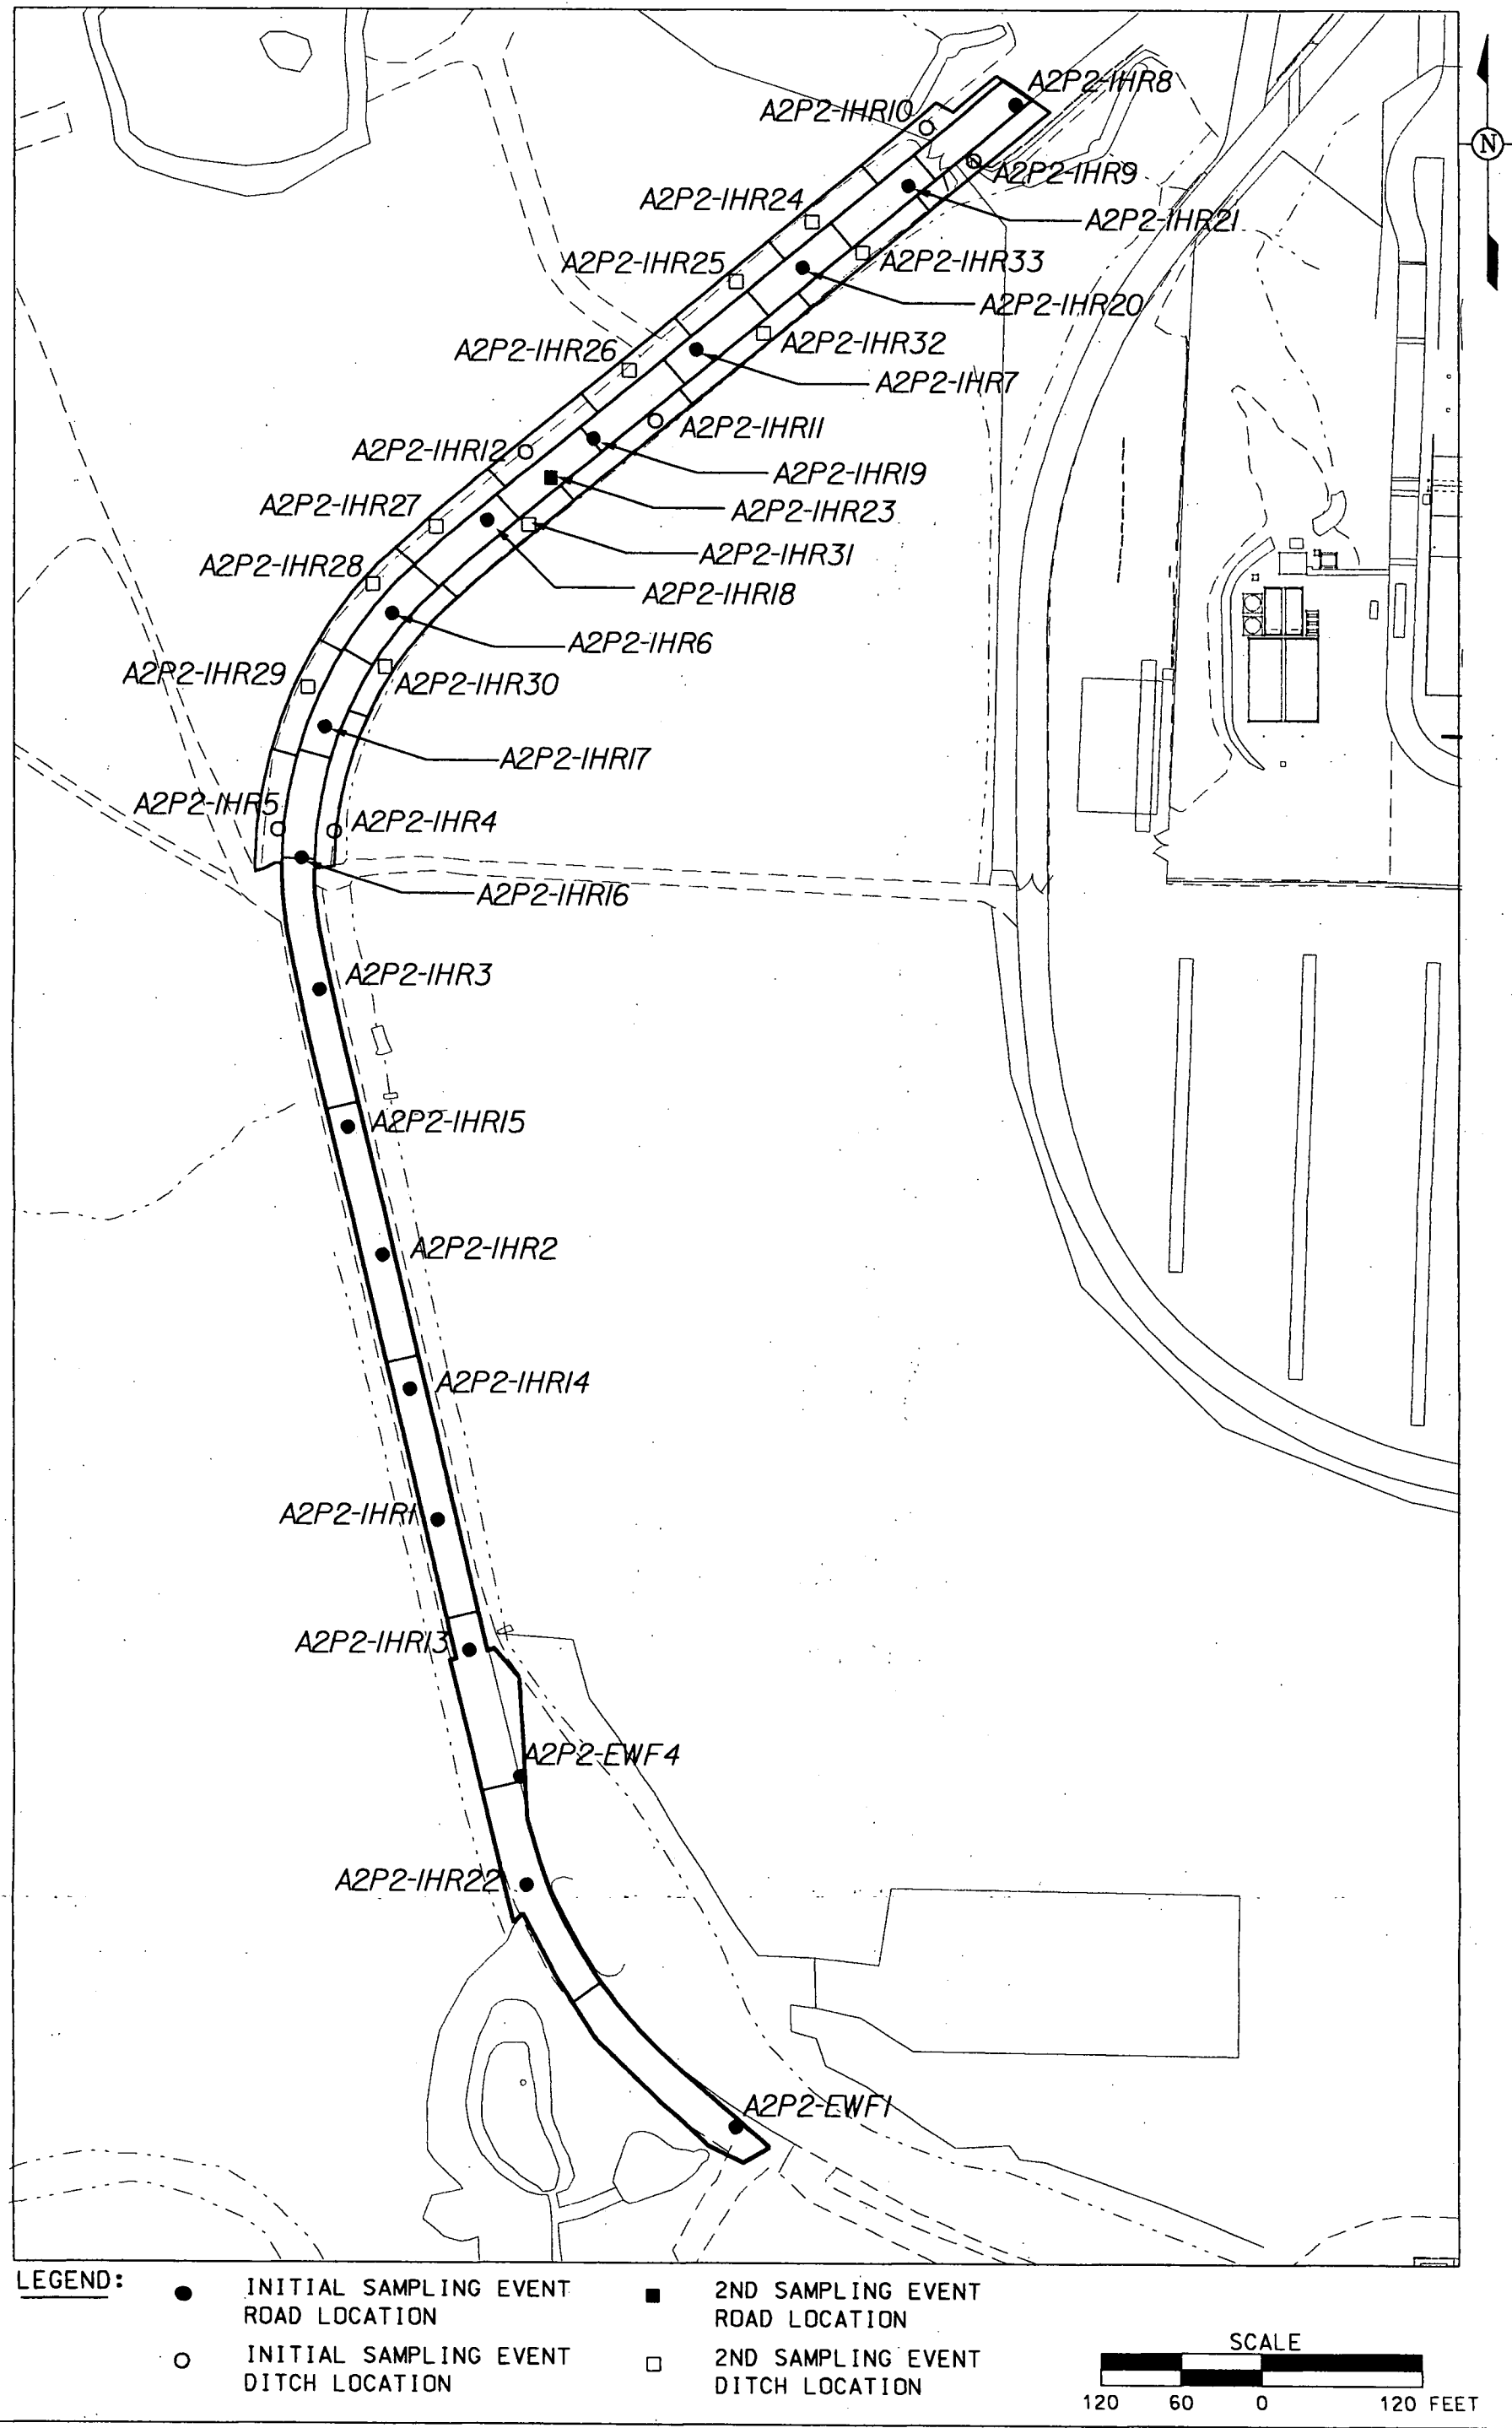 A2P2-IHR8
A2P2-IHR10
N
A2P2-IHR9
A2P2-IHR24
A2P2-IHR21
A2P2-IHR25
A2P2-IHR33
A2P2-IHR20
A2P2-IHR26
A2P2-IHR32
A2P2-IHR7
A2P2-IHR11
A2P2-IHR12
A2P2-IHR19
A2P2-IHR27
A2P2-IHR23
A2P2-IHR31
A2P2-IHR28
A2P2-IHR18
A2P2-IHR6
A2P2-IHR29
A2P2-IHR30
A2P2-IHR17
A2P2-IHR5
A2P2-IHR4
A2P2-IHR16
A2P2-IHR3
A2P2-IHR15
A2P2-IHR2
A2P2-IHR14
A2P2-IHR1
A2P2-IHR13
A2P2-EWF4
A2P2-IHR22
A2P2-EWF1
LEGEND:
INITIAL SAMPLING EVENT
ROAD LOCATION
2ND SAMPLING EVENT
ROAD LOCATION
INITIAL SAMPLING EVENT
DITCH LOCATION
2ND SAMPLING EVENT
DITCH LOCATION
SCALE
120 60 0 120 FEET